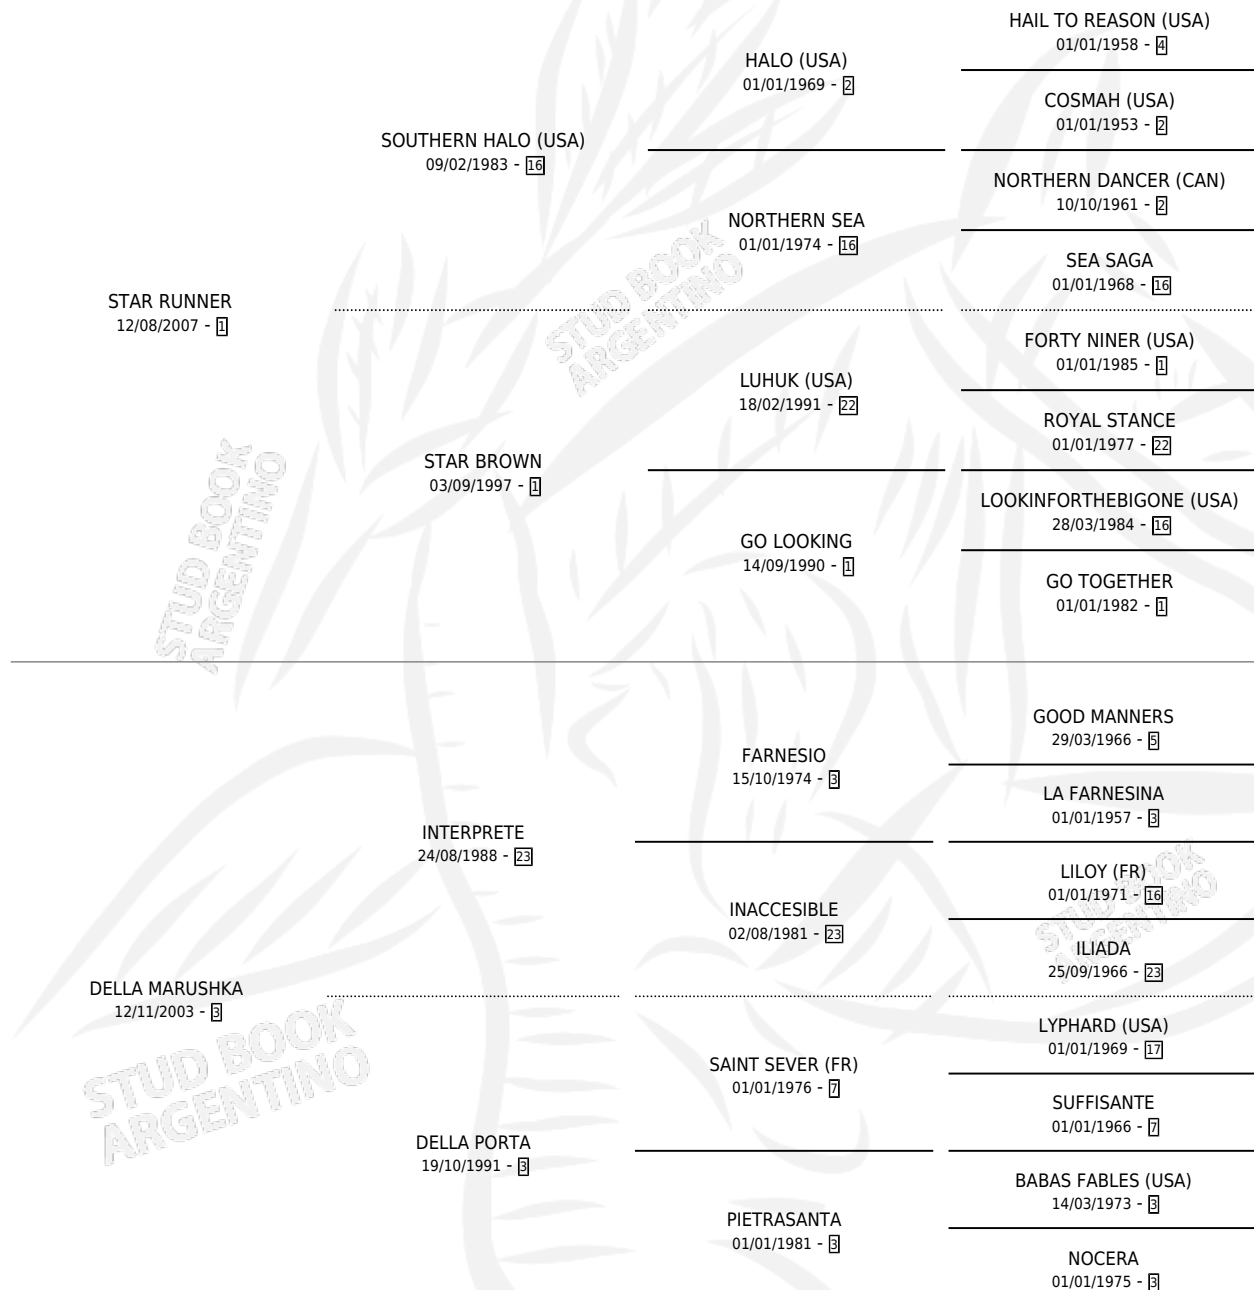 HAIL TO REASON (USA)
01/01/1958 - 4
HALO (USA)
01/01/1969 - 2
COSMAH (USA)
01/01/1953 - 2
SOUTHERN HALO (USA)
09/02/1983 - 16
NORTHERN DANCER (CAN)
10/10/1961 - 2
NORTHERN SEA
01/01/1974 - 16
SEA SAGA
01/01/1968 - 16
STAR RUNNER
12/08/2007 - 1
STUD BOOK
ARGENTINO
FORTY NINER (USA)
01/01/1985 - 1
LUHUK (USA)
18/02/1991 - 22
ROYAL STANCE
01/01/1977 - 22
STAR BROWN
03/09/1997 - 1
LOOKINFORTHEBIGONE (USA)
28/03/1984 - 16
GO LOOKING
14/09/1990 - 1
GO TOGETHER
01/01/1982 - 1
STUD BOOK
ARGENTINO
GOOD MANNERS
29/03/1966 - 5
FARNESIO
15/10/1974 - 3
LA FARNESINA
01/01/1957 - 3
INTERPRETE
24/08/1988 - 23
LILOY (FR)
01/01/1971 - 16
INACCESIBLE
02/08/1981 - 23
STUD BOOK
ARGENTINO
ILIADA
25/09/1966 - 23
DELLA MARUSHKA
12/11/2003 - 3
STUD BOOK
ARGENTINO
LYPHARD (USA)
01/01/1969 - 17
SAINT SEVER (FR)
01/01/1976 - 7
SUFFISANTE
01/01/1966 - 7
DELLA PORTA
19/10/1991 - 3
BABAS FABLES (USA)
14/03/1973 - 3
PIETRASANTA
01/01/1981 - 3
NOCERA
01/01/1975 - 3